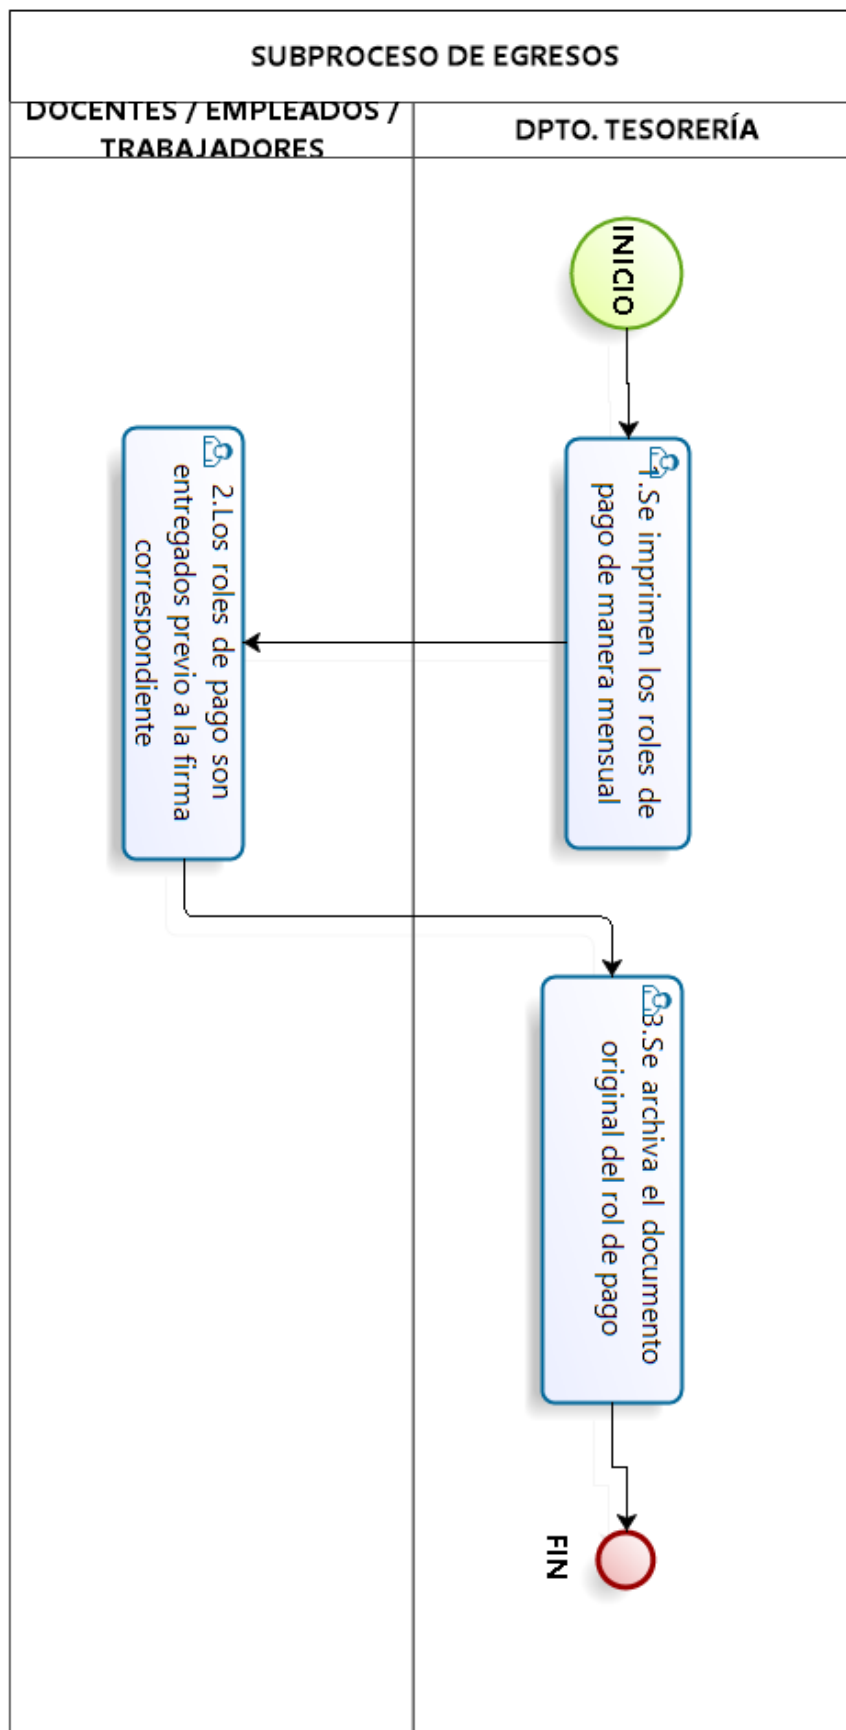 SUBPROCESO DE EGRESOS
DOCENTES / EMPLEADOS /
TRABAJADORES
DPTO. TESORERÍA
INICIO
1.Se imprimen los roles de
pago de manera mensual
2.Los roles de pago son
entregados previo a la firma
correspondiente
3.Se archiva el documento
original del rol de pago
FIN